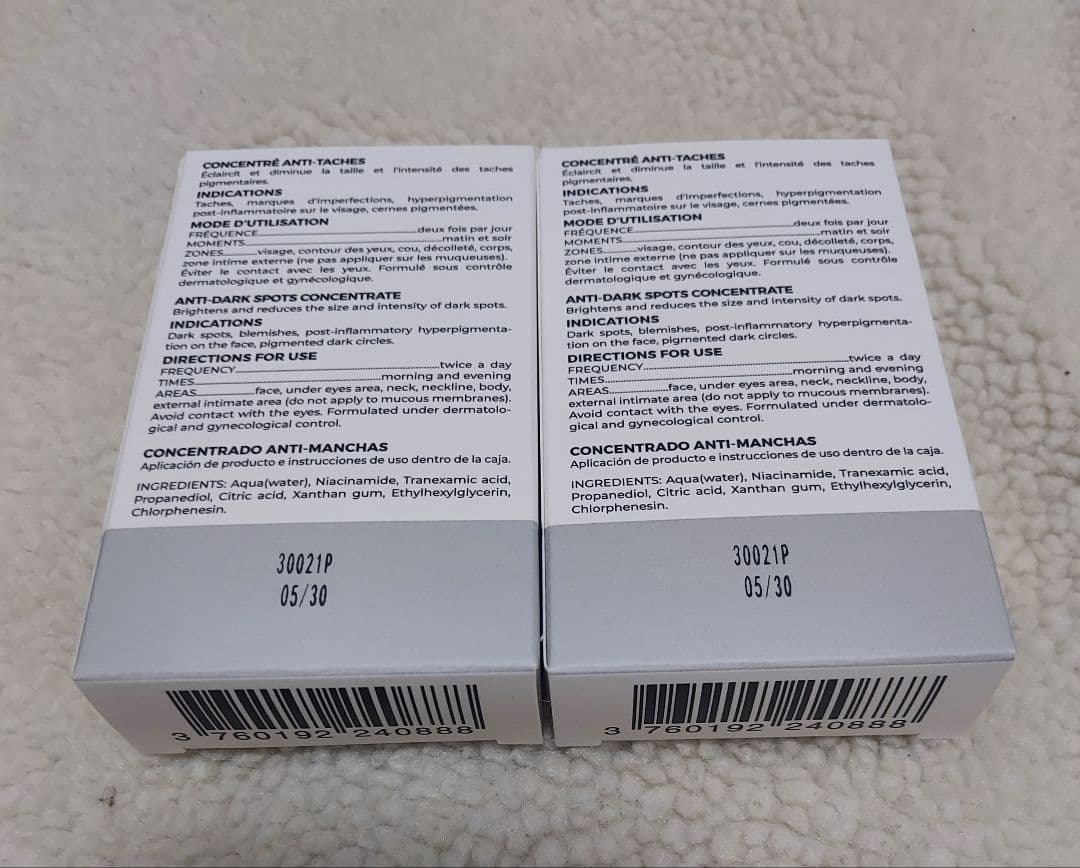 CONCENTRÉ ANTI-TACHES
Éclaircit et diminue la taille et l'intensité des taches
pigmentaires.
INDICATIONS
Taches, marques d'imperfections, hyperpigmentation
post-inflammatoire sur le visage, cernes pigmentées.
MODE D'UTILISATION
FRÉQUENCE deux fois par jour
MOMENTS matin et soir
ZONES visage, contour des yeux, cou, décolleté, corps,
zone intime externe (ne pas appliquer sur les muqueuses).
Éviter le contact avec les yeux. Formulé sous contrôle
dermatologique et gynécologique.
ANTI-DARK SPOTS CONCENTRATE
Brightens and reduces the size and intensity of dark spots.
INDICATIONS
Dark spots, blemishes, post-inflammatory hyperpigmenta-
tion on the face, pigmented dark circles.
DIRECTIONS FOR USE
FREQUENCY twice a day
TIMES morning and evening
AREAS face, under eyes area, neck, neckline, body,
external intimate area (do not apply to mucous membranes).
Avoid contact with the eyes. Formulated under dermatolo-
gical and gynecological control.
CONCENTRADO ANTI-MANCHAS
Aplicación de producto e instrucciones de uso dentro de la caja.
INGREDIENTS: Aqua(water), Niacinamide, Tranexamic acid,
Propanediol, Citric acid, Xanthan gum, Ethylhexylglycerin,
Chlorphenesin.
30021P
05/30
3 760192 240888
CONCENTRÉ ANTI-TACHES
Éclaircit et diminue la taille et l'intensité des taches
pigmentaires.
INDICATIONS
Taches, marques d'imperfections, hyperpigmentation
post-inflammatoire sur le visage, cernes pigmentées.
MODE D'UTILISATION
FRÉQUENCE deux fois par jour
MOMENTS matin et soir
ZONES visage, contour des yeux, cou, décolleté, corps,
zone intime externe (ne pas appliquer sur les muqueuses).
Éviter le contact avec les yeux. Formulé sous contrôle
dermatologique et gynécologique.
ANTI-DARK SPOTS CONCENTRATE
Brightens and reduces the size and intensity of dark spots.
INDICATIONS
Dark spots, blemishes, post-inflammatory hyperpigmenta-
tion on the face, pigmented dark circles.
DIRECTIONS FOR USE
FREQUENCY twice a day
TIMES morning and evening
AREAS face, under eyes area, neck, neckline, body,
external intimate area (do not apply to mucous membranes).
Avoid contact with the eyes. Formulated under dermatolo-
gical and gynecological control.
CONCENTRADO ANTI-MANCHAS
Aplicación de producto e instrucciones de uso dentro de la caja.
INGREDIENTS: Aqua(water), Niacinamide, Tranexamic acid,
Propanediol, Citric acid, Xanthan gum, Ethylhexylglycerin,
Chlorphenesin.
30021P
05/30
3 760192 240888